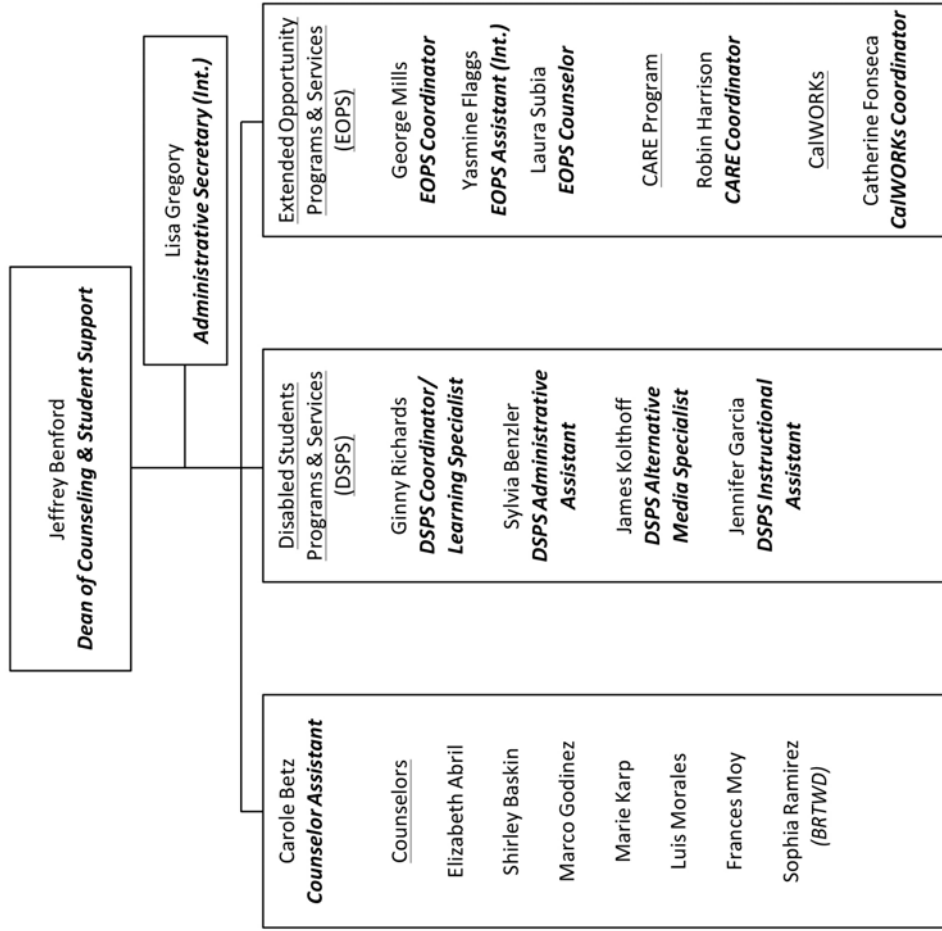 Jeffrey Benford
Dean of Counseling & Student Support
Lisa Gregory
Administrative Secretary (Int.)
Carole Betz
Counselor Assistant
Counselors
Elizabeth Abril
Shirley Baskin
Marco Godinez
Marie Karp
Luis Morales
Frances Moy
Sophia Ramirez
(BRTWD)
Disabled Students
Programs & Services
(DSPS)
Ginny Richards
DSPS Coordinator/
Learning Specialist
Sylvia Benzler
DSPS Administrative
Assistant
James Kolthoff
DSPS Alternative
Media Specialist
Jennifer Garcia
DSPS Instructional
Assistant
Extended Opportunity
Programs & Services
(EOPS)
George Mills
EOPS Coordinator
Yasmine Flaggs
EOPS Assistant (Int.)
Laura Subia
EOPS Counselor
CARE Program
Robin Harrison
CARE Coordinator
CalWORKs
Catherine Fonseca
CalWORKs Coordinator